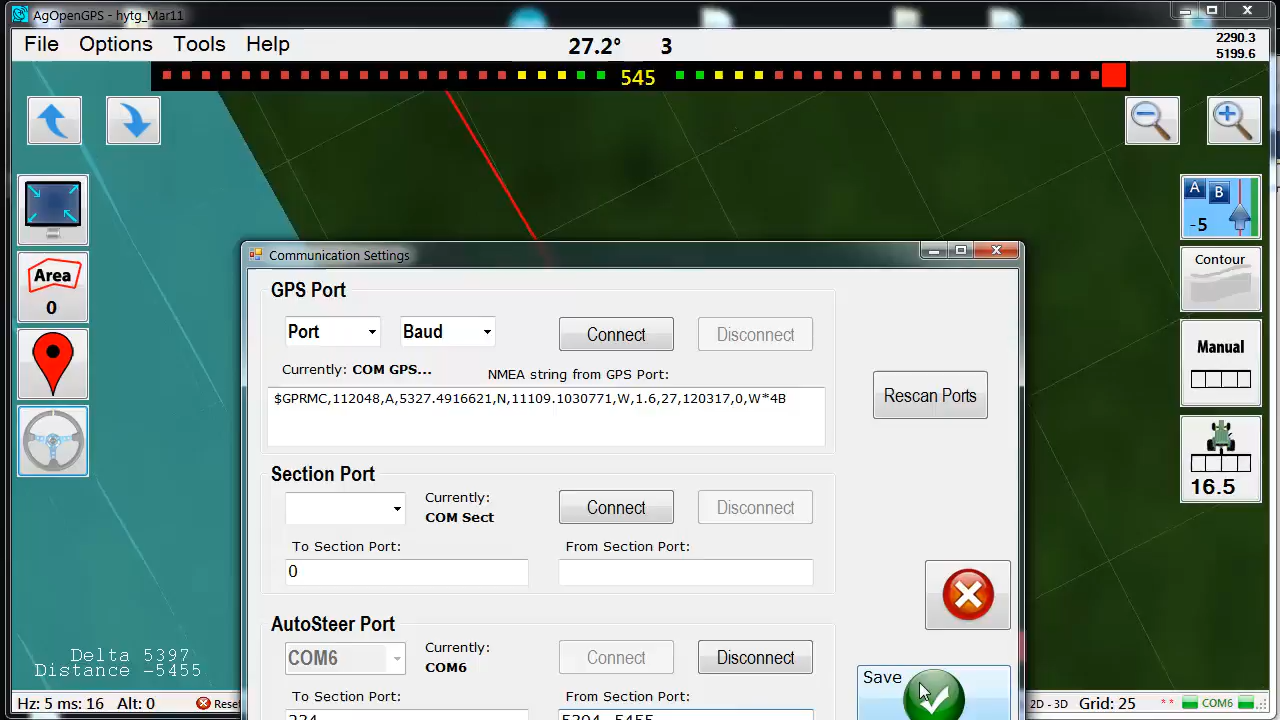 AgOpenGPS - hytg_Mar11
File Options Tools Help
27.2° 3
2290.3
5199.6
545
A B
-5
Area
0
Contour
Manual
16.5
Communication Settings
GPS Port
Port Baud Connect Disconnect
Currently: COM GPS... NMEA string from GPS Port:
$GPRMC,112048,A,5327.4916621,N,11109.1030771,W,1.6,27,120317,0,W*4B
Rescan Ports
Section Port
Currently:
COM Sect
Connect Disconnect
To Section Port: From Section Port:
0
AutoSteer Port
COM6
Currently:
COM6
Connect Disconnect
To Section Port: From Section Port:
Save
Delta 5397
Distance -5455
Hz: 5 ms: 16 Alt: 0 Rese
2D - 3D Grid: 25 ** COM6